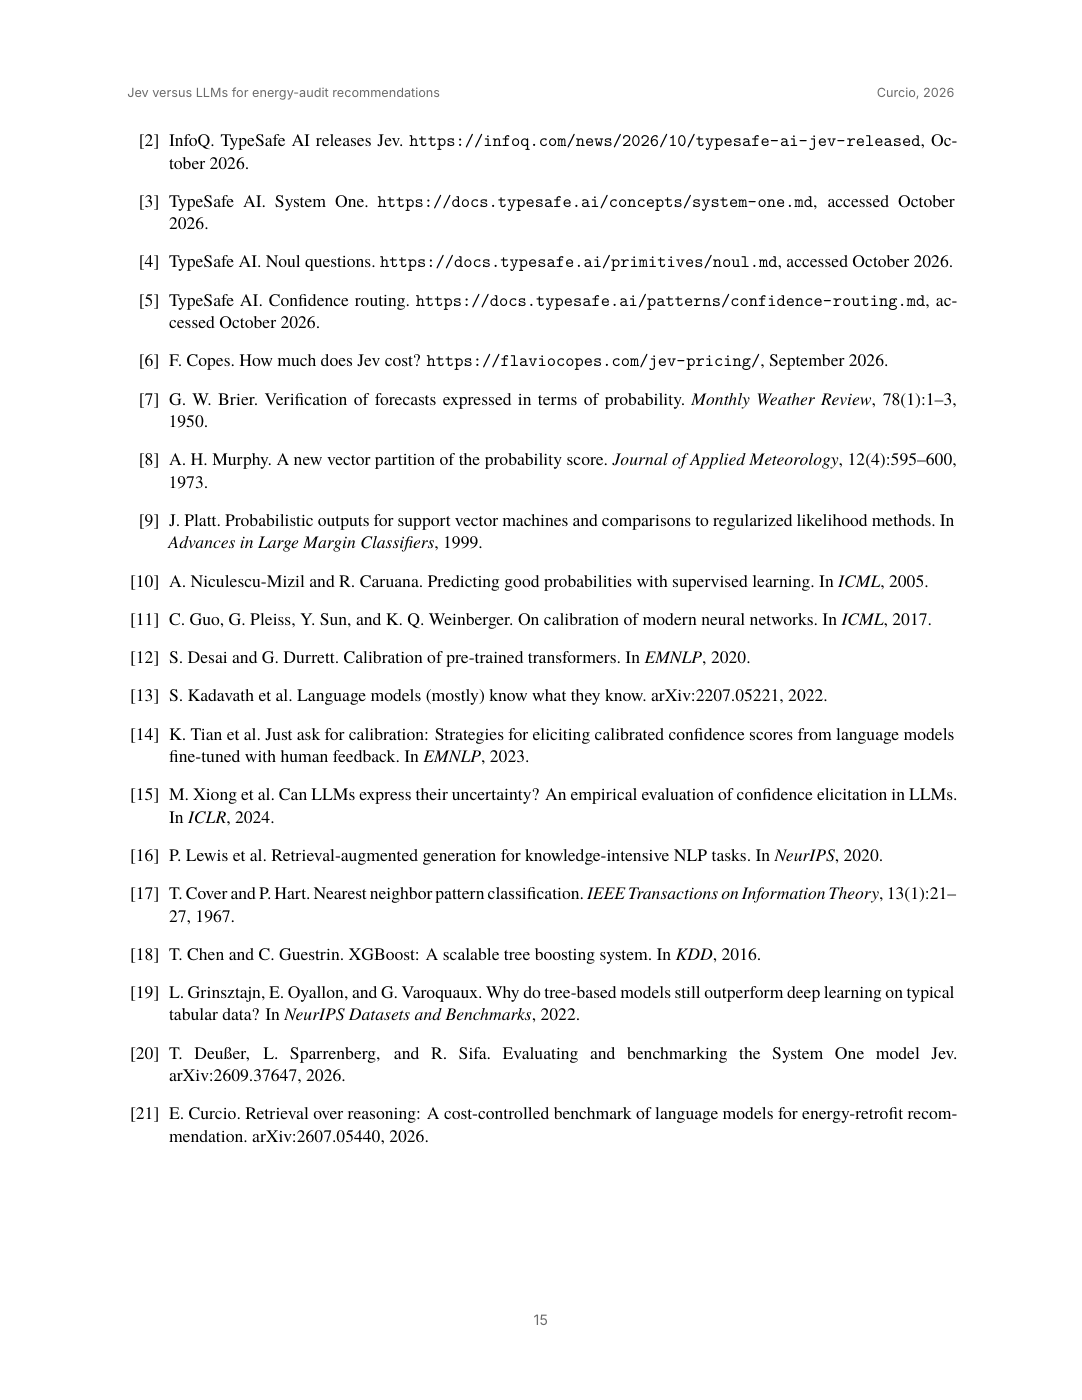 Jev versus LLMs for energy-audit recommendations
Curcio, 2026
[2] InfoQ. TypeSafe AI releases Jev. https://infoq.com/news/2026/10/typesafe-ai-jev-released, Oc-
tober 2026.
[3] TypeSafe AI. System One. https://docs.typesafe.ai/concepts/system-one.md, accessed October
2026.
[4] TypeSafe AI. Noul questions. https://docs.typesafe.ai/primitives/noul.md, accessed October 2026.
[5] TypeSafe AI. Confidence routing. https://docs.typesafe.ai/patterns/confidence-routing.md, ac-
cessed October 2026.
[6] F. Copes. How much does Jev cost? https://flaviocopes.com/jev-pricing/, September 2026.
[7] G. W. Brier. Verification of forecasts expressed in terms of probability. Monthly Weather Review, 78(1):1–3,
1950.
[8] A. H. Murphy. A new vector partition of the probability score. Journal of Applied Meteorology, 12(4):595–600,
1973.
[9] J. Platt. Probabilistic outputs for support vector machines and comparisons to regularized likelihood methods. In
Advances in Large Margin Classifiers, 1999.
[10] A. Niculescu-Mizil and R. Caruana. Predicting good probabilities with supervised learning. In ICML, 2005.
[11] C. Guo, G. Pleiss, Y. Sun, and K. Q. Weinberger. On calibration of modern neural networks. In ICML, 2017.
[12] S. Desai and G. Durrett. Calibration of pre-trained transformers. In EMNLP, 2020.
[13] S. Kadavath et al. Language models (mostly) know what they know. arXiv:2207.05221, 2022.
[14] K. Tian et al. Just ask for calibration: Strategies for eliciting calibrated confidence scores from language models
fine-tuned with human feedback. In EMNLP, 2023.
[15] M. Xiong et al. Can LLMs express their uncertainty? An empirical evaluation of confidence elicitation in LLMs.
In ICLR, 2024.
[16] P. Lewis et al. Retrieval-augmented generation for knowledge-intensive NLP tasks. In NeurIPS, 2020.
[17] T. Cover and P. Hart. Nearest neighbor pattern classification. IEEE Transactions on Information Theory, 13(1):21–
27, 1967.
[18] T. Chen and C. Guestrin. XGBoost: A scalable tree boosting system. In KDD, 2016.
[19] L. Grinsztajn, E. Oyallon, and G. Varoquaux. Why do tree-based models still outperform deep learning on typical
tabular data? In NeurIPS Datasets and Benchmarks, 2022.
[20] T. Deußer, L. Sparrenberg, and R. Sifa. Evaluating and benchmarking the System One model Jev.
arXiv:2609.37647, 2026.
[21] E. Curcio. Retrieval over reasoning: A cost-controlled benchmark of language models for energy-retrofit recom-
mendation. arXiv:2607.05440, 2026.
15